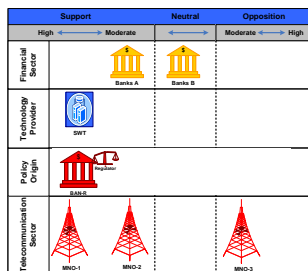 Support Neutral Opposition
High Moderate Moderate High
Financial
Sector
$
$
Banks A
Banks B
Technology
Provider
SWT
Policy
Origin
$
Regulator
BAN-R
Telecommunication
Sector
MNO-1
MNO-2
MNO-3